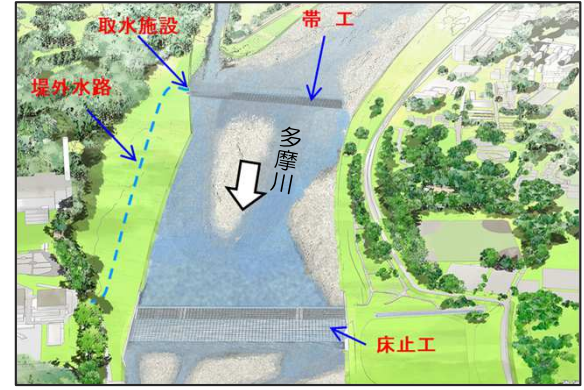 取水施設
帯 工
堤外水路
多摩川
床止工